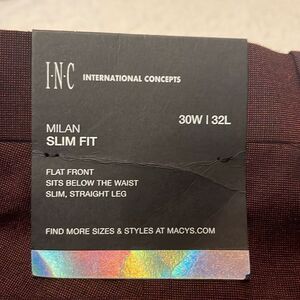 I·N·C INTERNATIONAL CONCEPTS
30W | 32L
MILAN
SLIM FIT
FLAT FRONT
SITS BELOW THE WAIST
SLIM, STRAIGHT LEG
FIND MORE SIZES & STYLES AT MACYS.COM